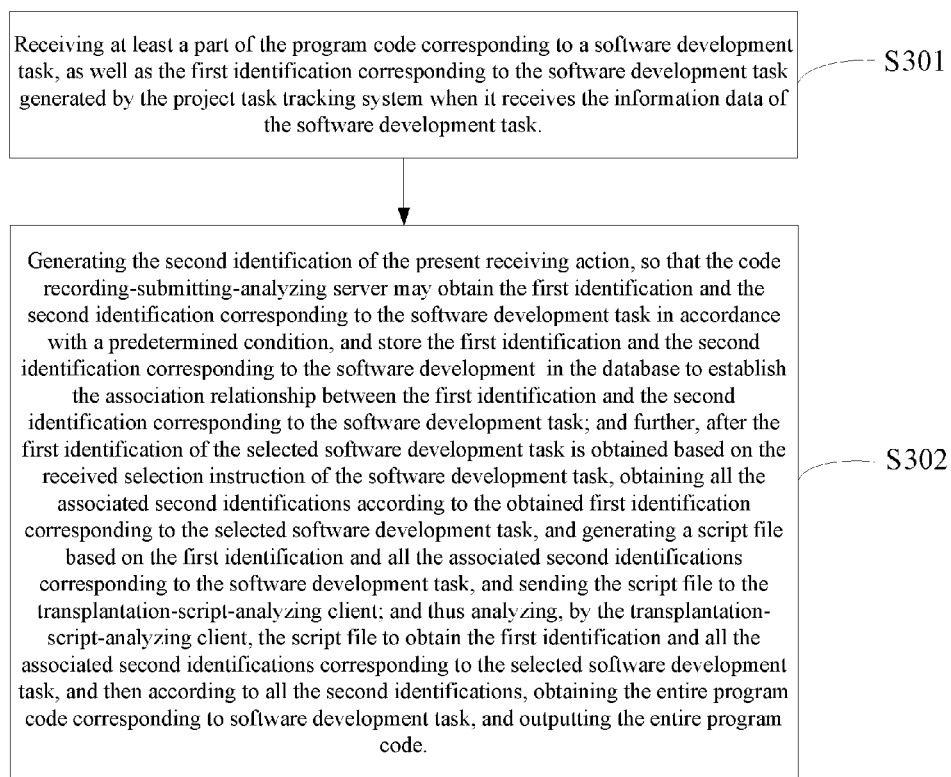 Receiving at least a part of the program code corresponding to a software development
task, as well as the first identification corresponding to the software development task
generated by the project task tracking system when it receives the information data of
the software development task.
S301
Generating the second identification of the present receiving action, so that the code
recording-submitting-analyzing server may obtain the first identification and the
second identification corresponding to the software development task in accordance
with a predetermined condition, and store the first identification and the second
identification corresponding to the software development in the database to establish
the association relationship between the first identification and the second
identification corresponding to the software development task; and further, after the
first identification of the selected software development task is obtained based on the
received selection instruction of the software development task, obtaining all the
associated second identifications according to the obtained first identification
corresponding to the selected software development task, and generating a script file
based on the first identification and all the associated second identifications
corresponding to the software development task, and sending the script file to the
transplantation-script-analyzing client; and thus analyzing, by the transplantation-
script-analyzing client, the script file to obtain the first identification and all the
associated second identifications corresponding to the selected software development
task, and then according to all the second identifications, obtaining the entire program
code corresponding to software development task, and outputting the entire program
code.
S302